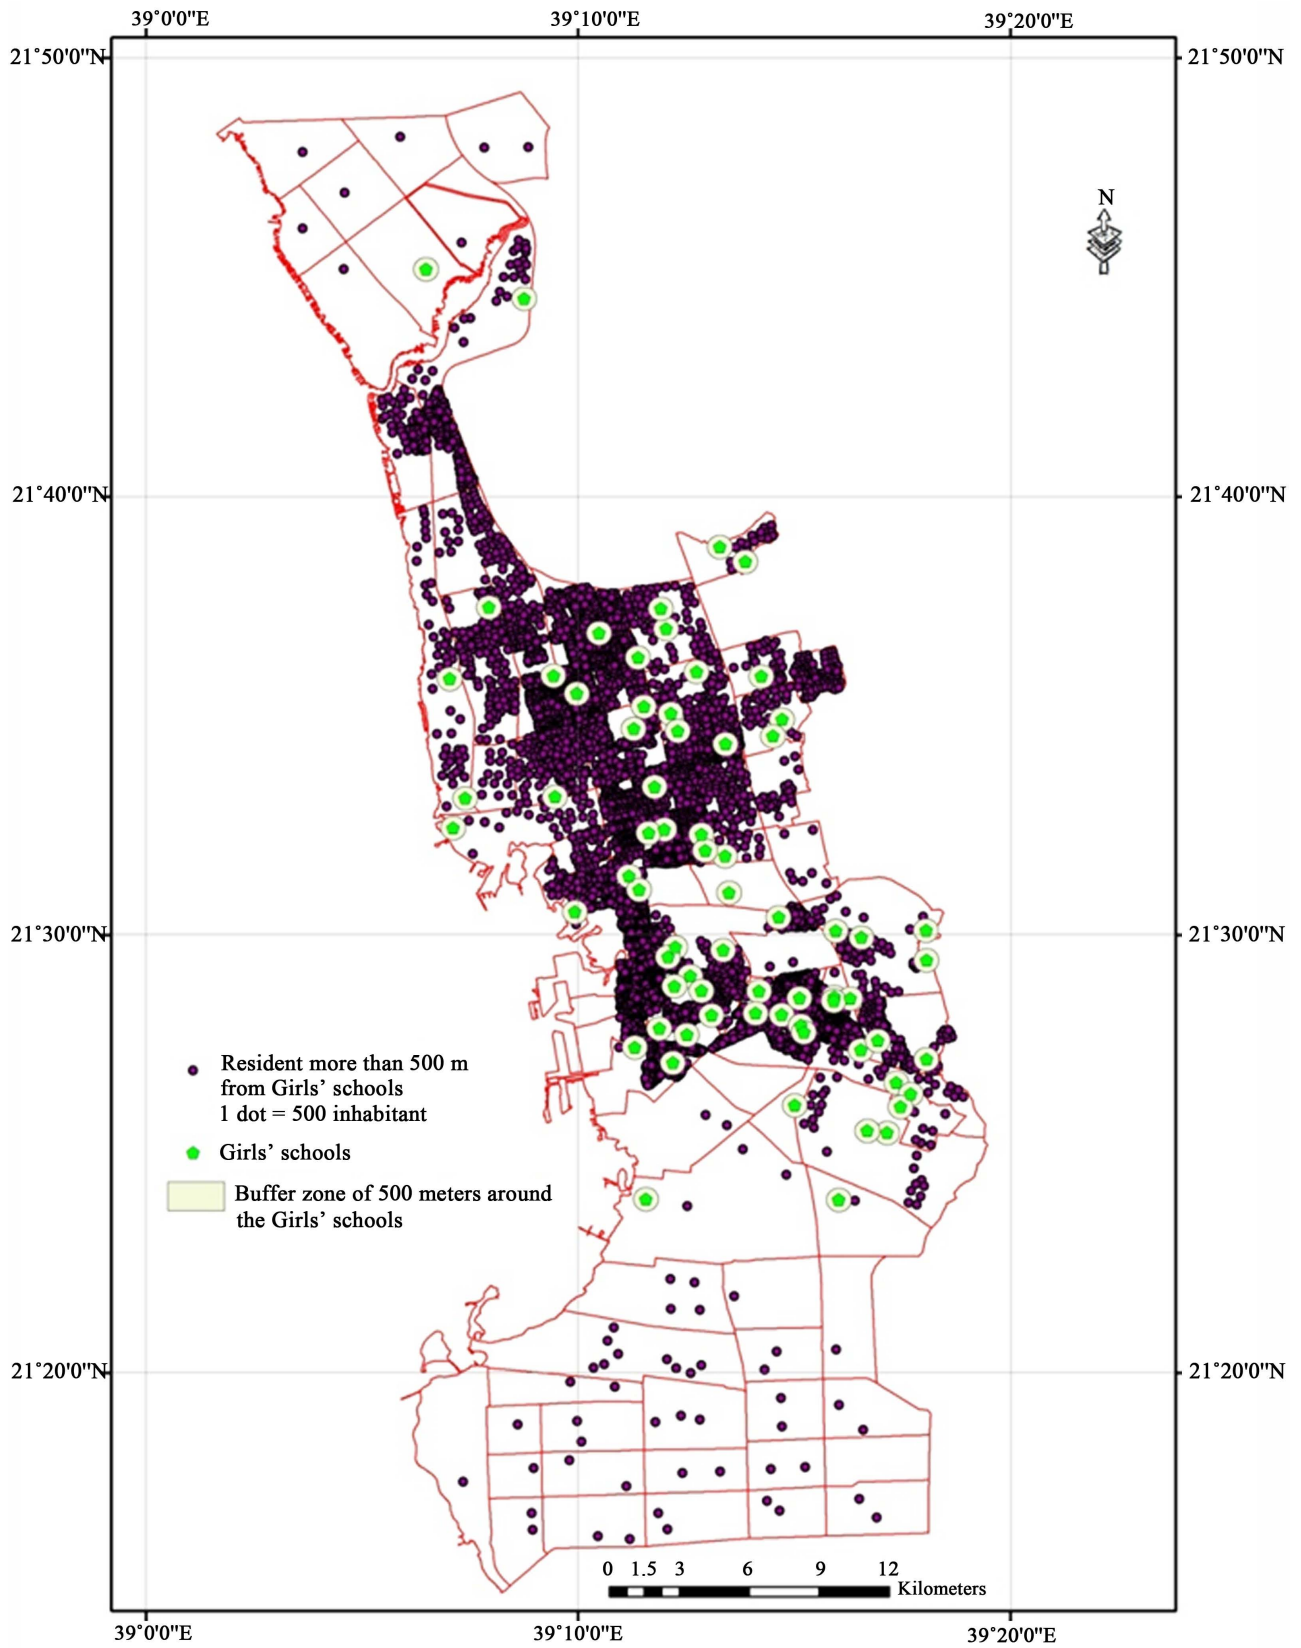 39°0'0"E 39°10'0"E 39°20'0"E
21°50'0"N 21°50'0"N
N
21°40'0"N 21°40'0"N
21°30'0"N 21°30'0"N
Resident more than 500 m
from Girls' schools
1 dot = 500 inhabitant
Girls' schools
Buffer zone of 500 meters around
the Girls' schools
21°20'0"N 21°20'0"N
0 1.5 3 6 9 12
Kilometers
39°0'0"E 39°10'0"E 39°20'0"E